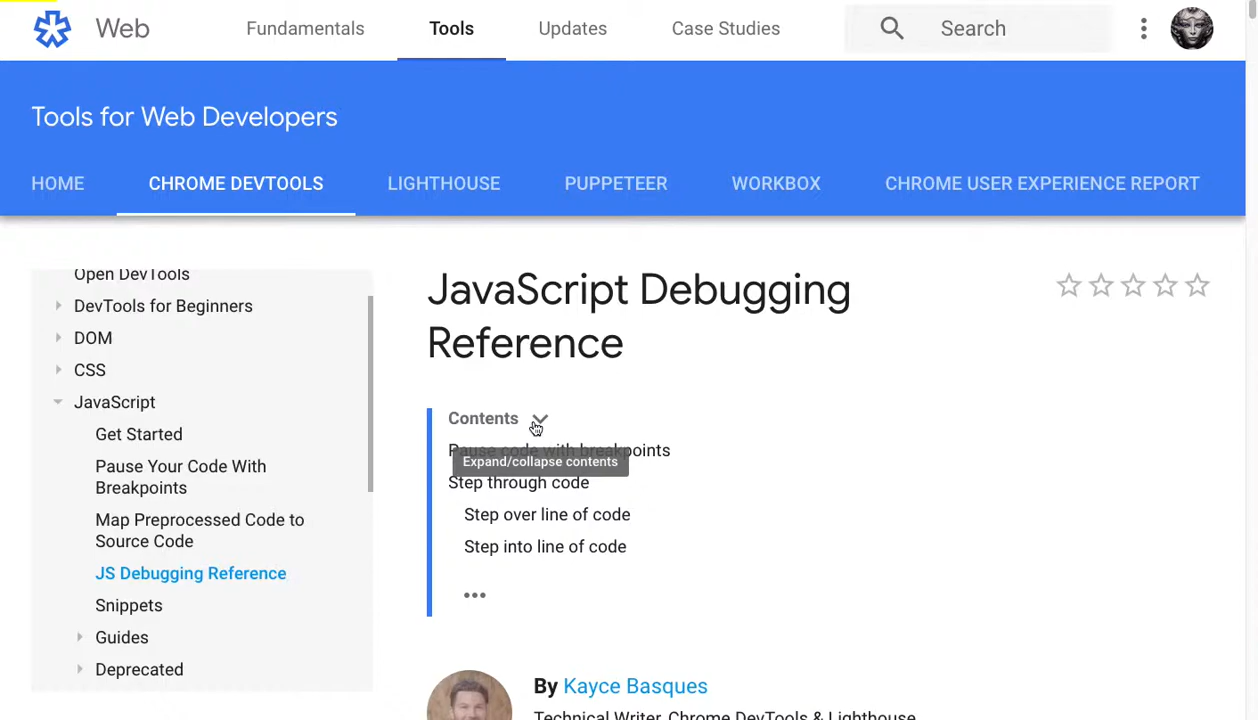 Web
Fundamentals
Tools
Updates
Case Studies
Search
Tools for Web Developers
HOME
CHROME DEVTOOLS
LIGHTHOUSE
PUPPETEER
WORKBOX
CHROME USER EXPERIENCE REPORT
Open DevTools
DevTools for Beginners
DOM
CSS
JavaScript
Get Started
Pause Your Code With
Breakpoints
Map Preprocessed Code to
Source Code
JS Debugging Reference
Snippets
Guides
Deprecated
JavaScript Debugging
Reference
Contents
Pause code with breakpoints
Expand/collapse contents
Step through code
Step over line of code
Step into line of code
•••
By Kayce Basques
Technical Writer, Chrome DevTools & Lighthouse